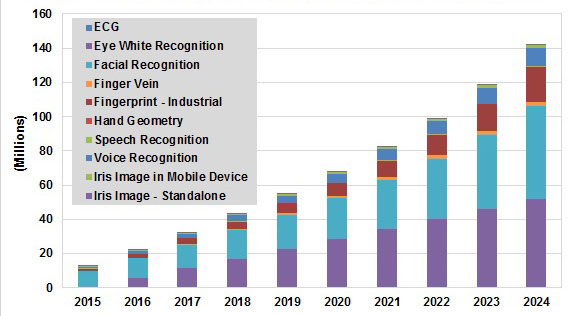 160
140
120
100
80
60
40
20
0
(Millions)
ECG
Eye White Recognition
Facial Recognition
Finger Vein
Fingerprint - Industrial
Hand Geometry
Speech Recognition
Voice Recognition
Iris Image in Mobile Device
Iris Image - Standalone
2015 2016 2017 2018 2019 2020 2021 2022 2023 2024